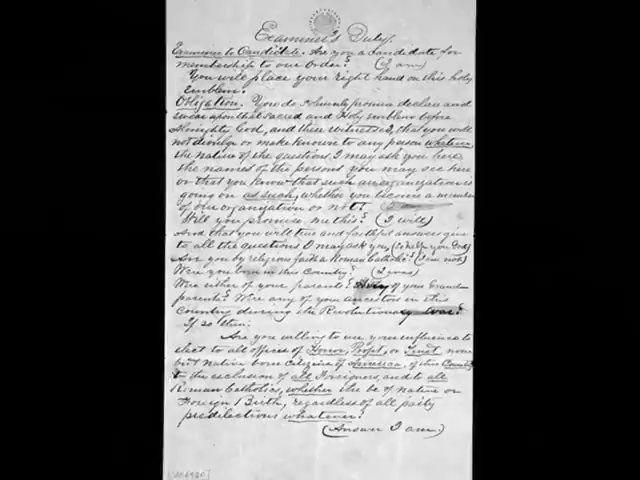 Examiner's Duty.
Examiner to Candidate. Are you a Candidate for
membership to our Order? (I am)
You will place your right hand on this holy
Emblem.
Obligation. You do solemnly promise declare and
swear upon that sacred and Holy emblem before
Almighty God, and these witnesses, that you will
not divulge or make known to any person whatever,
the nature of the questions I may ask you here,
the names of the persons you may see here
or that you know that such an organization is
going on as such, whether you become a member
of our organization or not?
Will you promise me this? (I will)
And that you will true and faithful answers give
to all the questions I may ask you, (So help you God)
Are you by religious faith a Roman Catholic? (I am not)
Were you born in this Country? (I was)
Were either of your parents? Any of your Grand-
parents? Were any of your ancestors in this
country during the Revolutionary War?
If so then;
Are you willing to use your influence to
elect to all offices of Honor, Profit, or Trust none
but native born citizens of America, of this Country
to the exclusion of all Foreigners, and to all
Roman Catholics, whether the be of native or
Foreign Birth, regardless of all party
predilections whatever?
(Answer I am.)